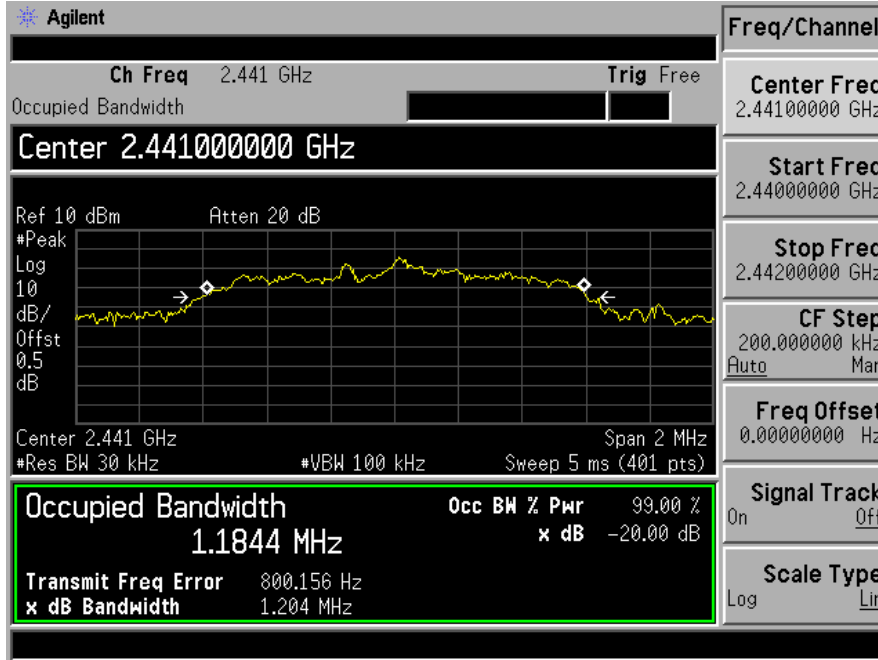 Agilent
Freq/Channel
Ch Freq 2.441 GHz Trig Free
Occupied Bandwidth
Center 2.441000000 GHz
Ref 10 dBm Atten 20 dB
#Peak
Log
10
dB/
Offst
0.5
dB
Center 2.441 GHz Span 2 MHz
#Res BW 30 kHz #VBW 100 kHz Sweep 5 ms (401 pts)
Occupied Bandwidth
1.1844 MHz
Occ BW % Pwr 99.00 %
x dB -20.00 dB
Transmit Freq Error 800.156 Hz
x dB Bandwidth 1.204 MHz
Center Freq
2.44100000 GHz
Start Freq
2.44000000 GHz
Stop Freq
2.44200000 GHz
CF Step
200.000000 kHz
Auto Man
Freq Offset
0.00000000 Hz
Signal Track
On Off
Scale Type
Log Lin